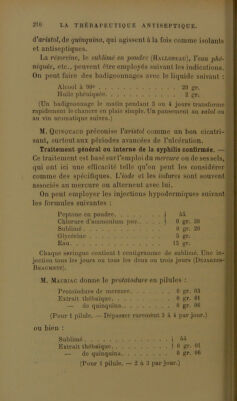 216 LA THÉRAPEUTIQUE ANTISEPTIQUE.
d'aristol, de quinquina, qui agissent à la fois comme isolants
et antiseptiques.
La résorcine, le sublimé en poudre (HALLOPEAU), l'eau phé-
niquée, etc., peuvent être employés suivant les indications.
On peut faire des badigeonnages avec le liquide suivant :
Alcool à 90° . . . . . . . . . 20 gr.
Huile phéniquée. . . . . . . . 2 gr.
(Un badigeonnage le matin pendant 3 ou 4 jours transforme
rapidement le chancre en plaie simple. Un pansement au salol ou
au vin aromatique suivra.)
M. QUINQUAUD préconise l'aristol comme un bon cicatri-
sant, surtout aux périodes avancées de l'ulcération.
Traitement général ou interne de la syphilis confirmée. —
Ce traitement est basé sur l'emploi du mercure ou de ses sels,
qui ont ici une efficacité telle qu'on peut les considérer
comme des spécifiques. L'iode et les iodures sont souvent
associés au mercure ou alternent avec lui.
On peut employer les injections hypodermiques suivant
les formules suivantes :
Peptone en poudre. . . . . . } āā
Chlorure d'ammonium pur. . . } 0 gr. 30
Sublimé . . . . . . . . . 0 gr. 20
Glycérine . . . . . . . . 5 gr.
Eau. . . . . . . . . . 15 gr.
Chaque seringue contient 1 centigramme de sublimé. Une in-
jection tous les jours ou tous les deux ou trois jours (DUJARDIN-
BEAUMETZ).
M. MAURIAC donne le protoiodure en pilules :
Protoiodure de mercure. . . . . 0 gr. 03
Extrait thébaïque. . . . . . . 0 gr. 01
— de quinquina. . . . . . 0 gr. 06
(Pour 1 pilule. — Dépasser rarement 3 à 4 par jour.)
ou bien :
Sublimé . . . . . . . . } āā
Extrait thébaïque. . . . . } 0 gr. 01
— de quinquina. . . . . . 0 gr. 06
(Pour 1 pilule. — 2 à 3 par jour.)